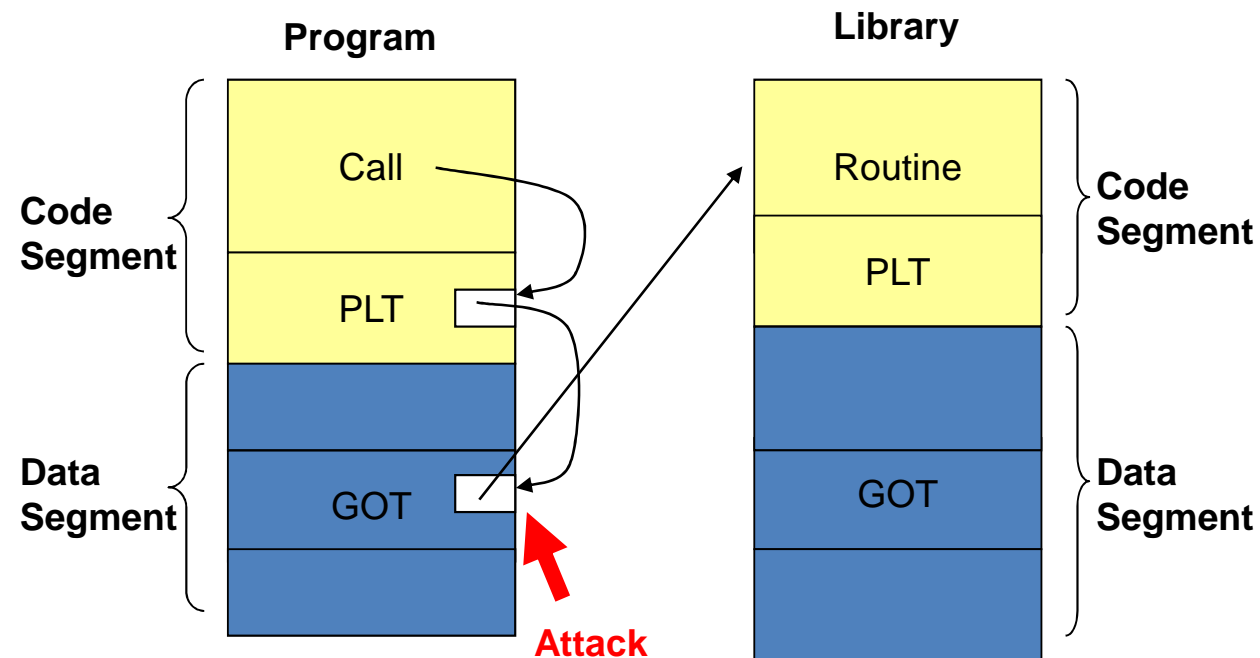 Program
Library
Call
Routine
Code
Segment
Code
Segment
PLT
PLT
Data
Segment
GOT
GOT
Data
Segment
Attack